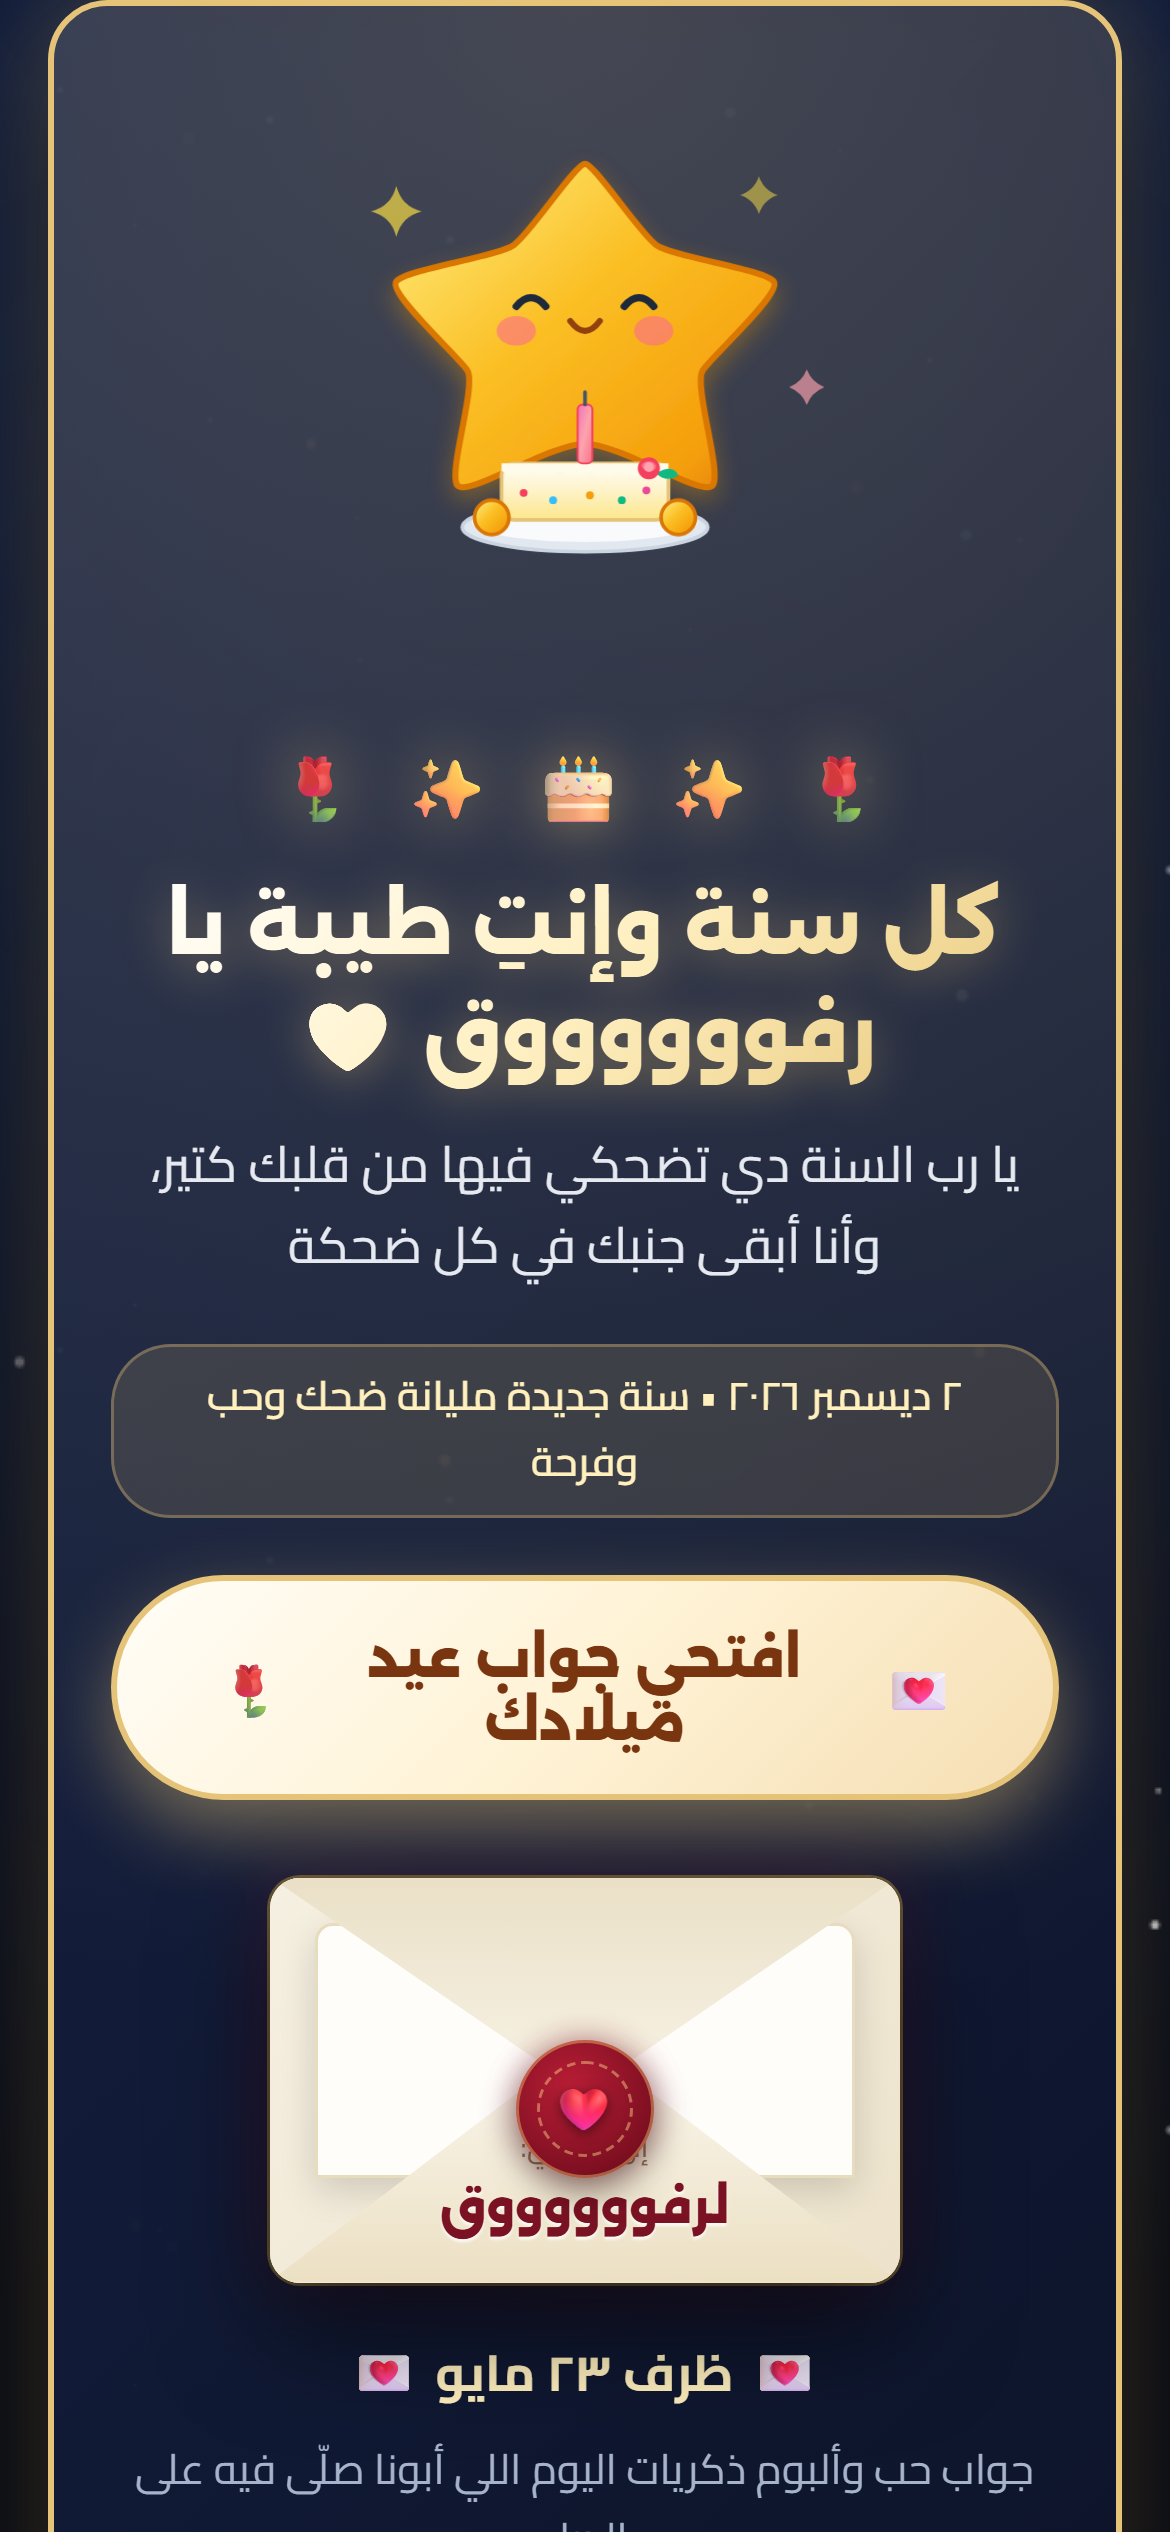 كل سنة وإنتِ طيبة يا
رفووووووق ♥
يا رب السنة دي تضحكي فيها من قلبك كتير،
وأنا أبقى جنبك في كل ضحكة
٢ ديسمبر ٢٠٢٦ ▪ سنة جديدة مليانة ضحك وحب
وفرحة
افتحي جواب عيد
ميلادك
لرفووووووق
ظرف ٢٣ مايو
جواب حب وألبوم ذكريات اليوم اللي أبونا صلّى فيه على